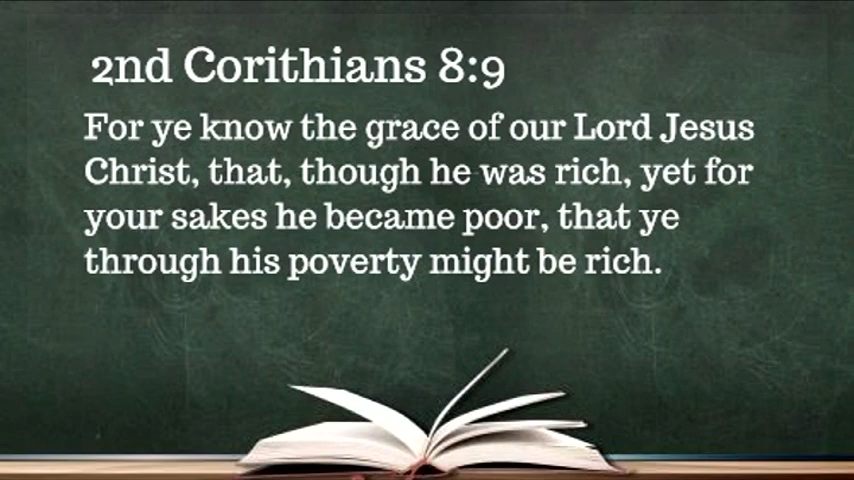 2nd Corithians 8:9
For ye know the grace of our Lord Jesus
Christ, that, though he was rich, yet for
your sakes he became poor, that ye
through his poverty might be rich.